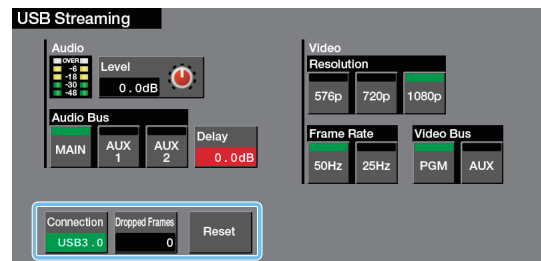 USB Streaming
Audio
OVER
-6
-18
-30
-48
Level
0.0dB
Audio Bus
MAIN
AUX 1
AUX 2
Delay
0.0dB
Video
Resolution
576p
720p
1080p
Frame Rate
50Hz
25Hz
Video Bus
PGM
AUX
Connection
USB3.0
Dropped Frames
0
Reset